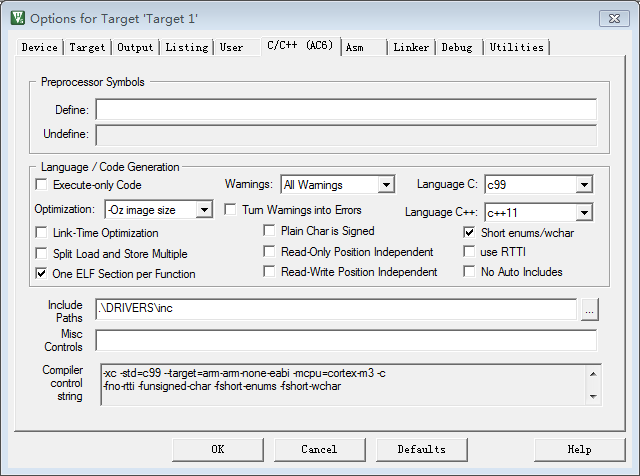 Options for Target 'Target 1'
Device Target Output Listing User C/C++ (AC6) Asm Linker Debug Utilities
Preprocessor Symbols
Define:
Undefine:
Language / Code Generation
Execute-only Code Warnings: All Warnings Language C: c99
Optimization: -Oz image size Turn Warnings into Errors Language C++: c++11
Link-Time Optimization Plain Char is Signed Short enums/wchar
Split Load and Store Multiple Read-Only Position Independent use RTTI
One ELF Section per Function Read-Write Position Independent No Auto Includes
Include
Paths
.\DRIVERS\inc
...
Misc
Controls
Compiler
control
string
-xc -std=c99 --target=arm-arm-none-eabi -mcpu=cortex-m3 -c
-fno-rtti -funsigned-char -fshort-enums -fshort-wchar
OK Cancel Defaults Help